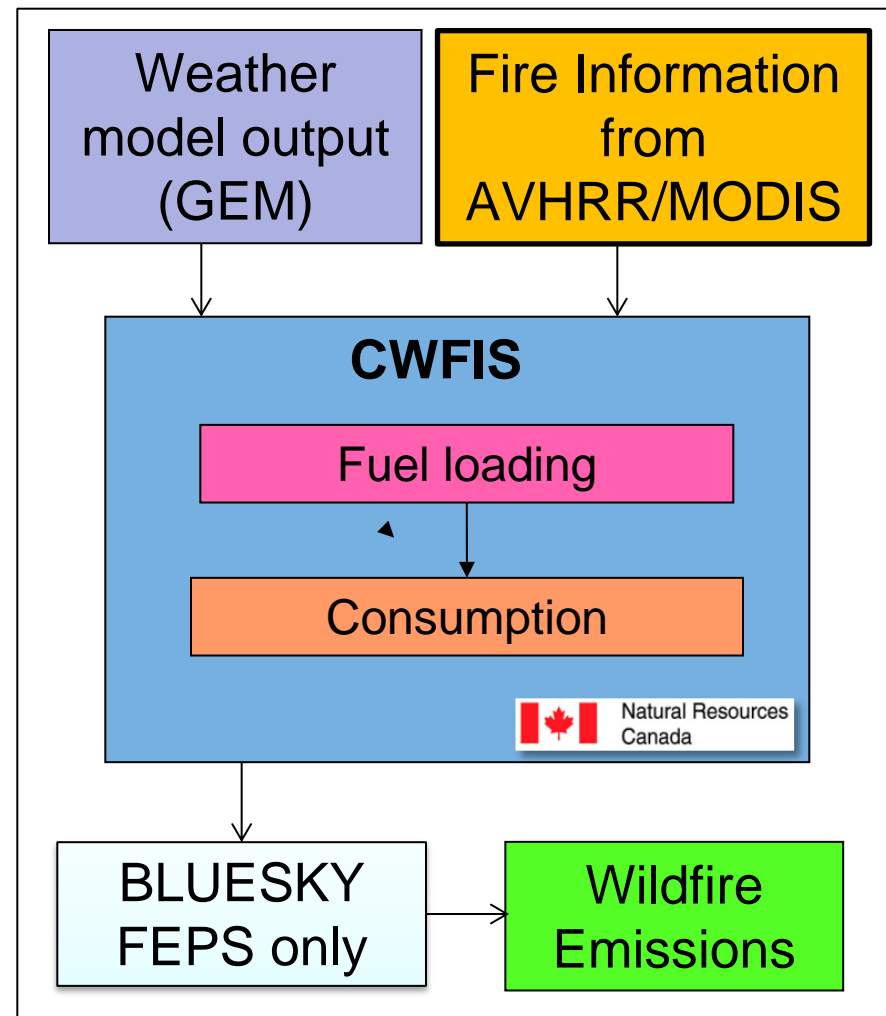 Weather
model output
(GEM)
Fire Information
from
AVHRR/MODIS
CWFIS
Fuel loading
Consumption
Natural Resources
Canada
BLUESKY
FEPS only
Wildfire
Emissions